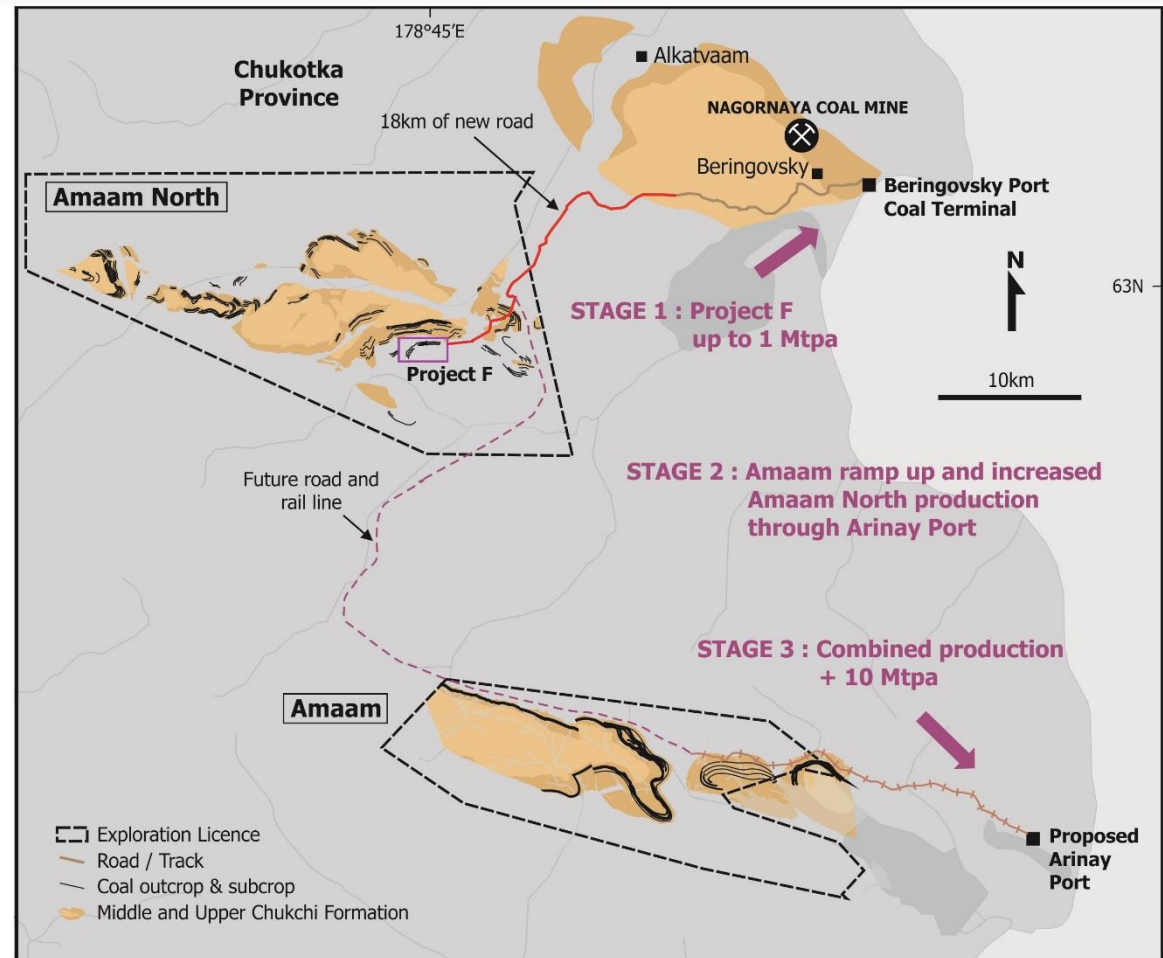 178°45'E
Chukotka
Province
Alkatvaam
NAGORNAYA COAL MINE
18km of new road
Beringovsky
Amaam North
Beringovsky Port
Coal Terminal
N
63N
STAGE 1 : Project F
up to 1 Mtpa
Project F
10km
STAGE 2 : Amaam ramp up and increased
Amaam North production
through Arinay Port
Future road and
rail line
STAGE 3 : Combined production
+ 10 Mtpa
Amaam
Exploration Licence
Road / Track
Coal outcrop & subcrop
Middle and Upper Chukchi Formation
Proposed
Arinay
Port